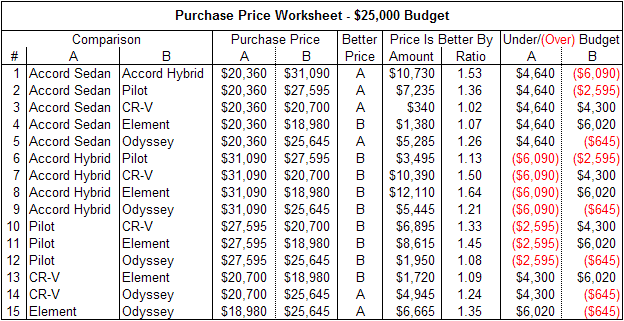 Purchase Price Worksheet - $25,000 Budget
Comparison Purchase Price Better Price Is Better By Under/(Over) Budget
# A B A B Price Amount Ratio A B
1 Accord Sedan Accord Hybrid $20,360 $31,090 A $10,730 1.53 $4,640 ($6,090)
2 Accord Sedan Pilot $20,360 $27,595 A $7,235 1.36 $4,640 ($2,595)
3 Accord Sedan CR-V $20,360 $20,700 A $340 1.02 $4,640 $4,300
4 Accord Sedan Element $20,360 $18,980 B $1,380 1.07 $4,640 $6,020
5 Accord Sedan Odyssey $20,360 $25,645 A $5,285 1.26 $4,640 ($645)
6 Accord Hybrid Pilot $31,090 $27,595 B $3,495 1.13 ($6,090) ($2,595)
7 Accord Hybrid CR-V $31,090 $20,700 B $10,390 1.50 ($6,090) $4,300
8 Accord Hybrid Element $31,090 $18,980 B $12,110 1.64 ($6,090) $6,020
9 Accord Hybrid Odyssey $31,090 $25,645 B $5,445 1.21 ($6,090) ($645)
10 Pilot CR-V $27,595 $20,700 B $6,895 1.33 ($2,595) $4,300
11 Pilot Element $27,595 $18,980 B $8,615 1.45 ($2,595) $6,020
12 Pilot Odyssey $27,595 $25,645 B $1,950 1.08 ($2,595) ($645)
13 CR-V Element $20,700 $18,980 B $1,720 1.09 $4,300 $6,020
14 CR-V Odyssey $20,700 $25,645 A $4,945 1.24 $4,300 ($645)
15 Element Odyssey $18,980 $25,645 A $6,665 1.35 $6,020 ($645)